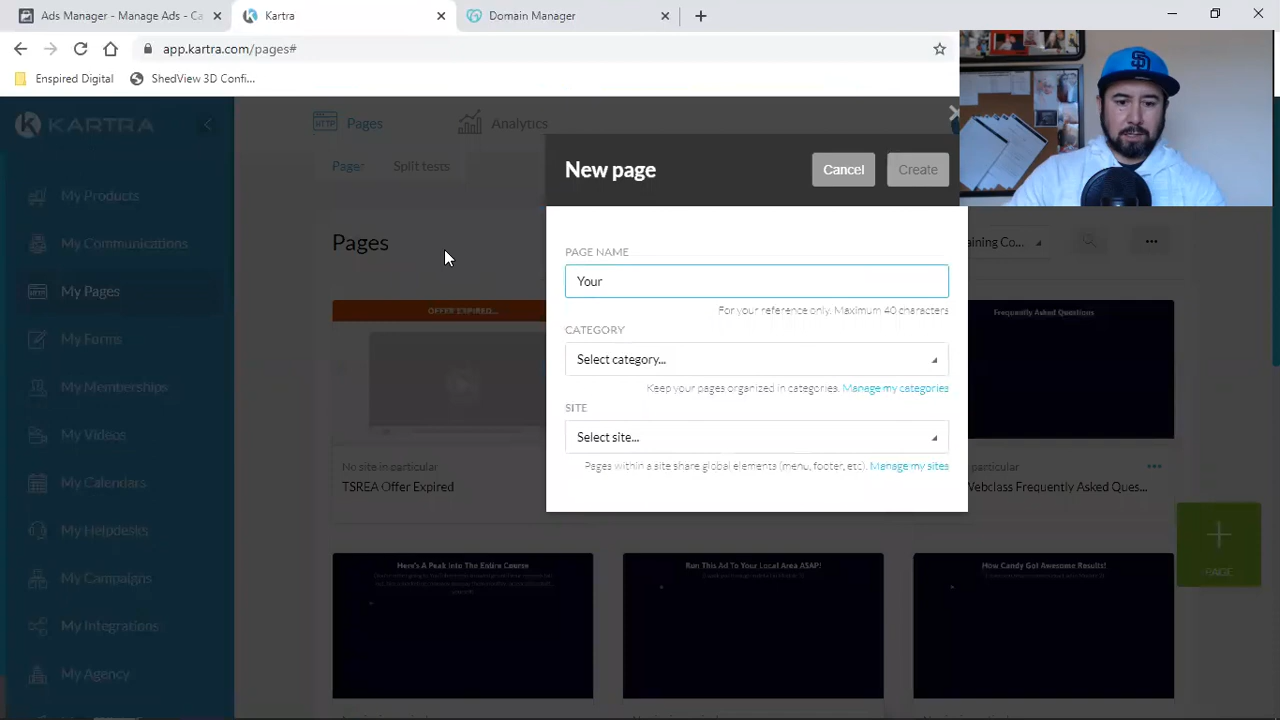 Ads Manager - Manage Ads - Ca
Kartra
Domain Manager
app.kartra.com/pages#
Enspired Digital
ShedView 3D Confi...
KARTRA
Pages
Analytics
Pages
Split tests
New page
Cancel
Create
My Products
My Communications
My Pages
My Forms
My Memberships
My Videos
My Calendars
My Helpdesks
My Campaigns
My Integrations
My Agency
Pages
aining Co...
PAGE NAME
Your
For your reference only. Maximum 40 characters
CATEGORY
Select category...
Keep your pages organized in categories. Manage my categories
SITE
Select site...
Pages within a site share global elements (menu, footer, etc). Manage my sites
OFFER EXPIRED...
Frequently Asked Questions
No site in particular
TSREA Offer Expired
particular
Webclass Frequently Asked Ques...
PAGE
Here's A Peak Into The Entire Course
Run This Ad To Your Local Area ASAP!
How Candy Got Awesome Results!